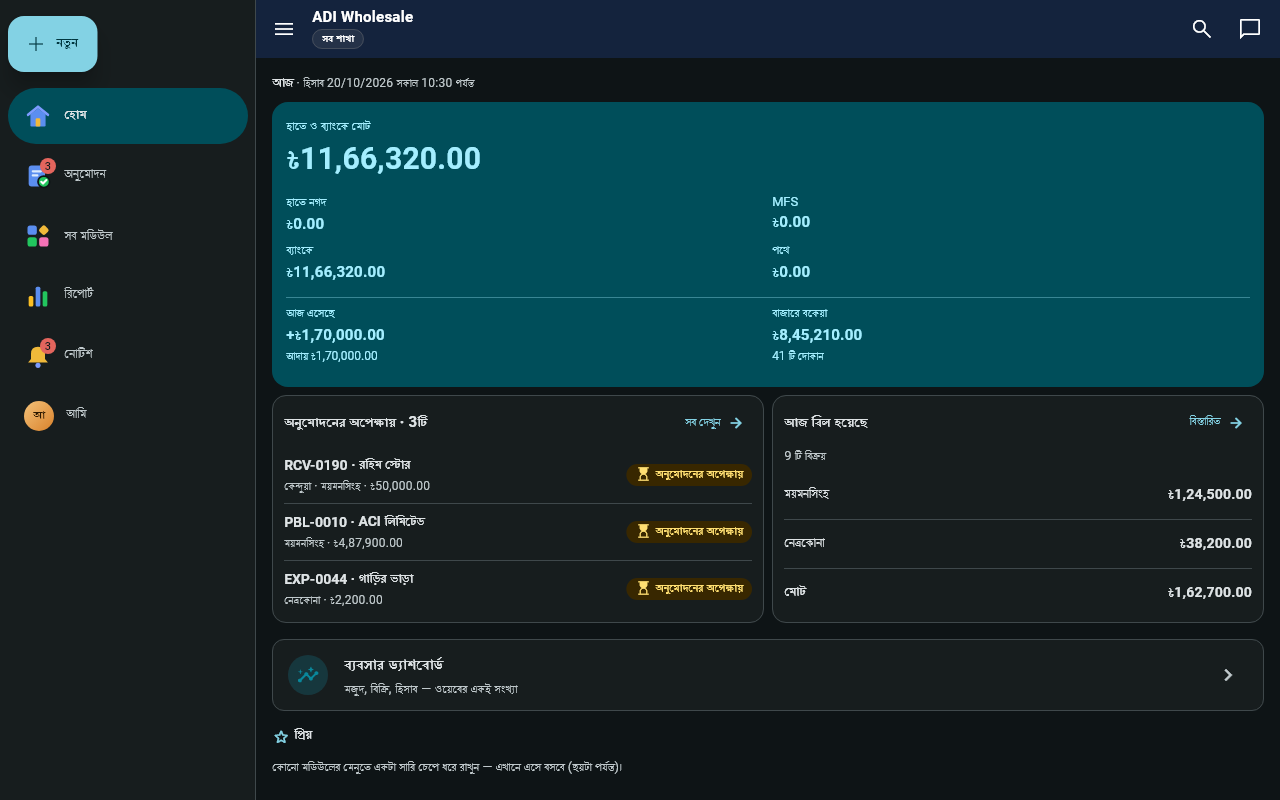 নতুন
হোম
3
অনুমোদন
সব মডিউল
রিপোর্ট
3
নোটিশ
আ
আমি
ADI Wholesale
সব শাখা
আজ · হিসাব 20/10/2026 সকাল 10:30 পর্যন্ত
হাতে ও ব্যাংকে মোট
৳11,66,320.00
হাতে নগদ
৳0.00
MFS
৳0.00
ব্যাংকে
৳11,66,320.00
পথে
৳0.00
আজ এসেছে
+৳1,70,000.00
আদায় ৳1,70,000.00
বাজারে বকেয়া
৳8,45,210.00
41 টি দোকান
অনুমোদনের অপেক্ষায় · 3টি
সব দেখুন
RCV-0190 · রহিম স্টোর
কেন্দুয়া · ময়মনসিংহ · ৳50,000.00
অনুমোদনের অপেক্ষায়
PBL-0010 · ACI লিমিটেড
ময়মনসিংহ · ৳4,87,900.00
অনুমোদনের অপেক্ষায়
EXP-0044 · গাড়ির ভাড়া
নেত্রকোনা · ৳2,200.00
অনুমোদনের অপেক্ষায়
আজ বিল হয়েছে
বিস্তারিত
9 টি বিক্রয়
ময়মনসিংহ
৳1,24,500.00
নেত্রকোনা
৳38,200.00
মোট
৳1,62,700.00
ব্যবসার ড্যাশবোর্ড
মজুদ, বিক্রি, হিসাব — ওয়েবের একই সংখ্যা
প্রিয়
কোনো মডিউলের মেনুতে একটা সারি চেপে ধরে রাখুন — এখানে এসে বসবে (ছয়টা পর্যন্ত)।